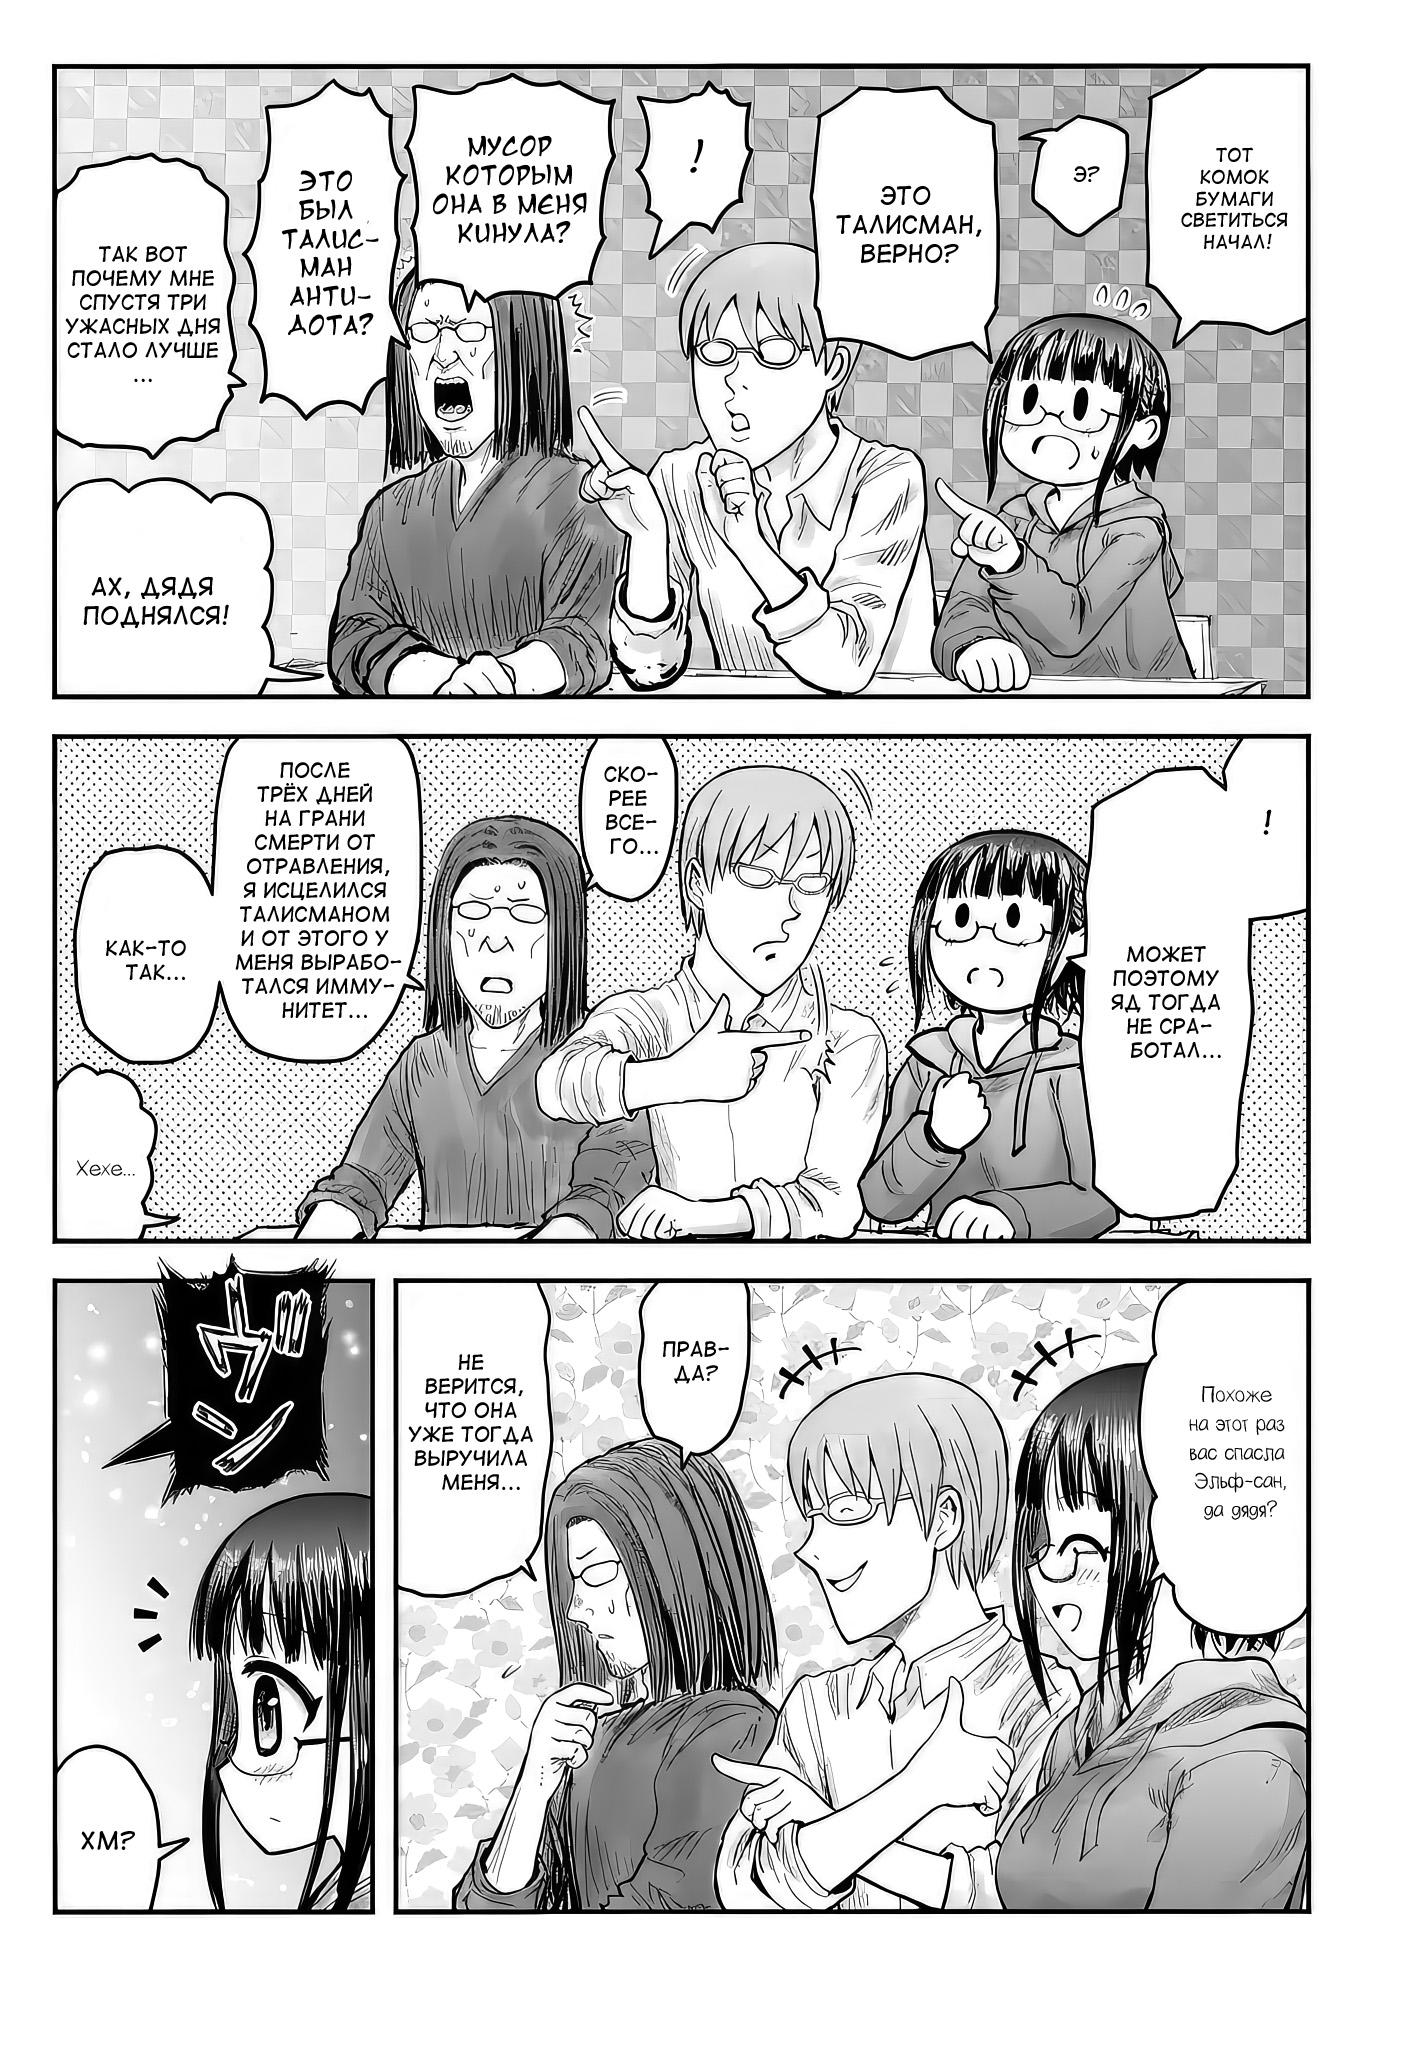 ТОТ
КОМОК
БУМАГИ
СВЕТИТЬСЯ
НАЧАЛ!
Э?
ЭТО
ТАЛИСМАН,
ВЕРНО?
!
МУСОР
КОТОРЫМ
ОНА В МЕНЯ
КИНУЛА?
ЭТО
БЫЛ
ТАЛИС-
МАН
АНТИ-
ДОТА?
ТАК ВОТ
ПОЧЕМУ МНЕ
СПУСТЯ ТРИ
УЖАСНЫХ ДНЯ
СТАЛО ЛУЧШЕ
...
АХ, ДЯДЯ
ПОДНЯЛСЯ!
!
МОЖЕТ
ПОЭТОМУ
ЯД ТОГДА
НЕ СРА-
БОТАЛ...
СКО-
РЕЕ
ВСЕ-
ГО...
ПОСЛЕ
ТРЁХ ДНЕЙ
НА ГРАНИ
СМЕРТИ ОТ
ОТРАВЛЕНИЯ,
Я ИСЦЕЛИЛСЯ
ТАЛИСМАНОМ
И ОТ ЭТОГО У
МЕНЯ ВЫРАБО-
ТАЛСЯ ИММУ-
НИТЕТ...
КАК-ТО
ТАК...
Хехе...
Похоже
на этот раз
вас спасла
Эльф-сан,
да дядя?
ПРАВ-
ДА?
НЕ
ВЕРИТСЯ,
ЧТО ОНА
УЖЕ ТОГДА
ВЫРУЧИЛА
МЕНЯ...
ヴン
ХМ?